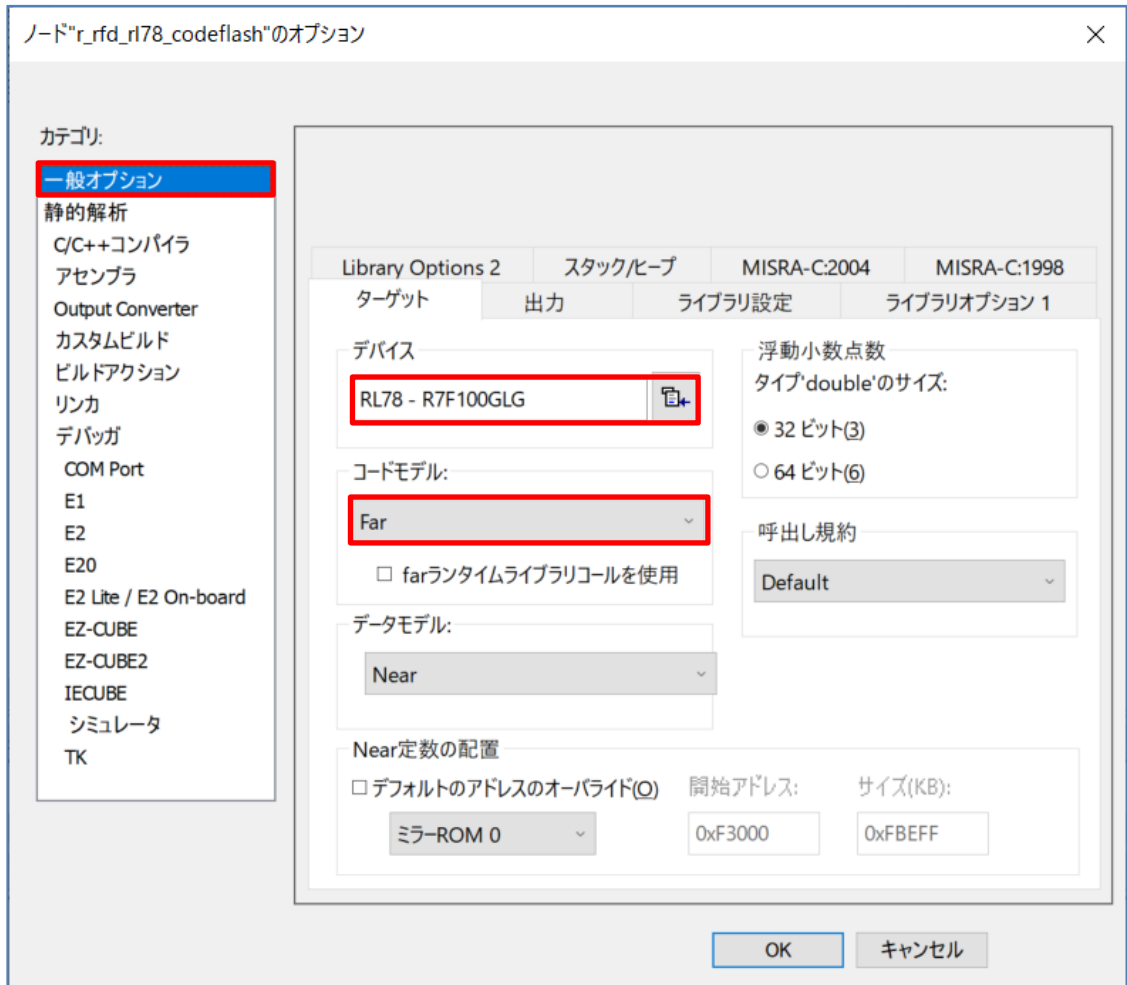 ノード"r_rfd_rl78_codeflash"のオプション
カテゴリ:
一般オプション
静的解析
C/C++コンパイラ
アセンブラ
Output Converter
カスタムビルド
ビルドアクション
リンカ
デバッガ
COM Port
E1
E2
E20
E2 Lite / E2 On-board
EZ-CUBE
EZ-CUBE2
IECUBE
シミュレータ
TK
Library Options 2 スタック/ヒープ MISRA-C:2004 MISRA-C:1998
ターゲット 出力 ライブラリ設定 ライブラリオプション 1
デバイス
RL78 - R7F100GLG
コードモデル:
Far
farランタイムライブラリコールを使用
データモデル:
Near
浮動小数点数
タイプ'double'のサイズ:
32 ビット(3)
64 ビット(6)
呼出し規約
Default
Near定数の配置
デフォルトのアドレスのオーバライド(O) 開始アドレス: サイズ(KB):
ミラーROM 0 0xF3000 0xFBEFF
OK キャンセル